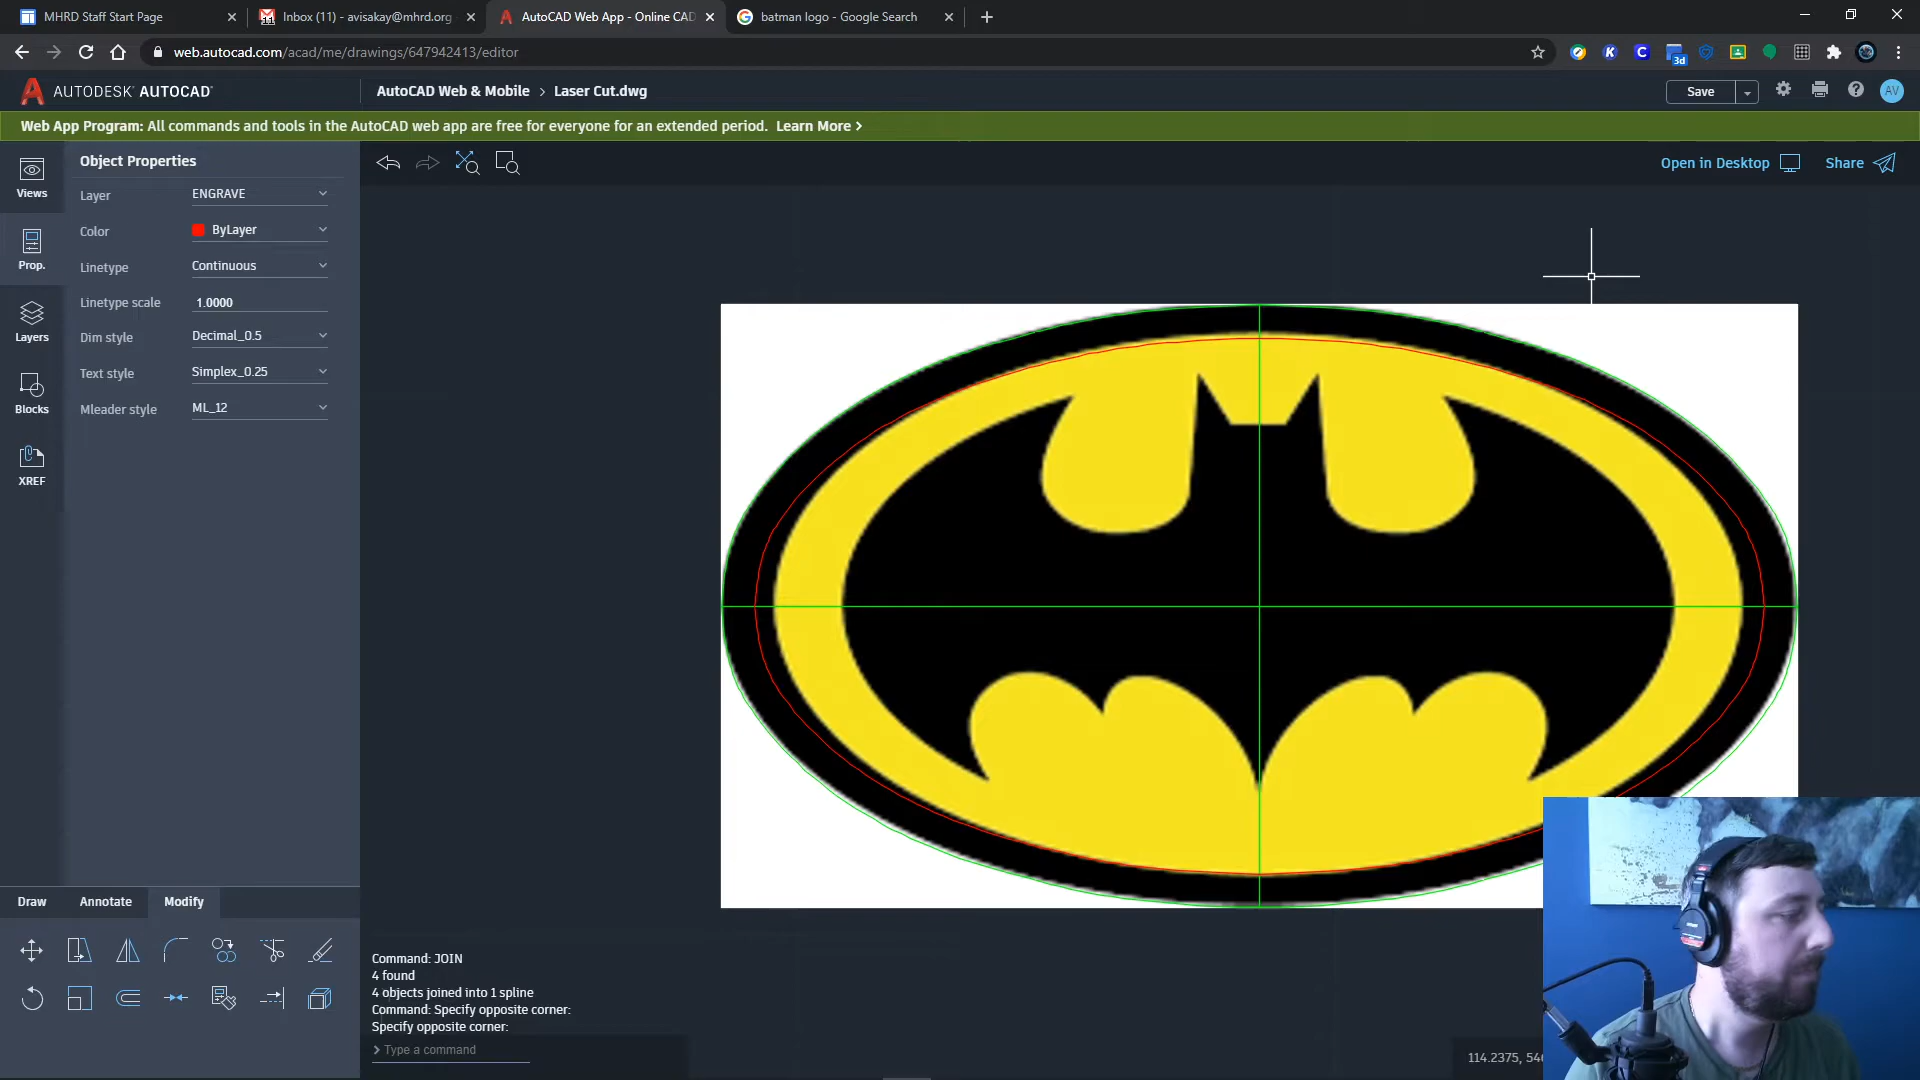 MHRD Staff Start Page
Inbox (11) - avisakay@mhrd.org
AutoCAD Web App - Online CAD
batman logo - Google Search
web.autocad.com/acad/me/drawings/647942413/editor
3d
AUTODESK AUTOCAD
AutoCAD Web & Mobile > Laser Cut.dwg
Save
AV
Web App Program: All commands and tools in the AutoCAD web app are free for everyone for an extended period. Learn More >
Views
Prop.
Layers
Blocks
XREF
Object Properties
Layer ENGRAVE
Color ByLayer
Linetype Continuous
Linetype scale 1.0000
Dim style Decimal_0.5
Text style Simplex_0.25
Mleader style ML_12
Open in Desktop
Share
Draw
Annotate
Modify
Command: JOIN
4 found
4 objects joined into 1 spline
Command: Specify opposite corner:
Specify opposite corner:
> Type a command
114.2375,